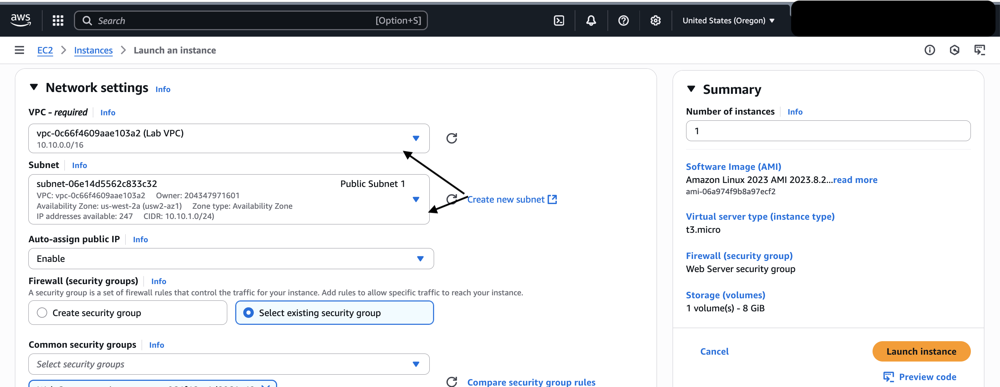 aws
Search [Option+S]
United States (Oregon)
EC2 Instances Launch an instance
Network settings Info
VPC - required Info
vpc-0c66f4609aae103a2 (Lab VPC)
10.10.0.0/16
Subnet Info
subnet-06e14d5562c833c32 Public Subnet 1
VPC: vpc-0c66f4609aae103a2 Owner: 204347971601
Availability Zone: us-west-2a (usw2-az1) Zone type: Availability Zone
IP addresses available: 247 CIDR: 10.10.1.0/24)
Create new subnet
Auto-assign public IP Info
Enable
Firewall (security groups) Info
A security group is a set of firewall rules that control the traffic for your instance. Add rules to allow specific traffic to reach your instance.
Create security group
Select existing security group
Common security groups Info
Select security groups
Compare security group rules
Summary
Number of instances Info
1
Software Image (AMI)
Amazon Linux 2023 AMI 2023.8.2...read more
ami-06a974f9b8a97ecf2
Virtual server type (instance type)
t3.micro
Firewall (security group)
Web Server security group
Storage (volumes)
1 volume(s) - 8 GiB
Cancel
Launch instance
Preview code